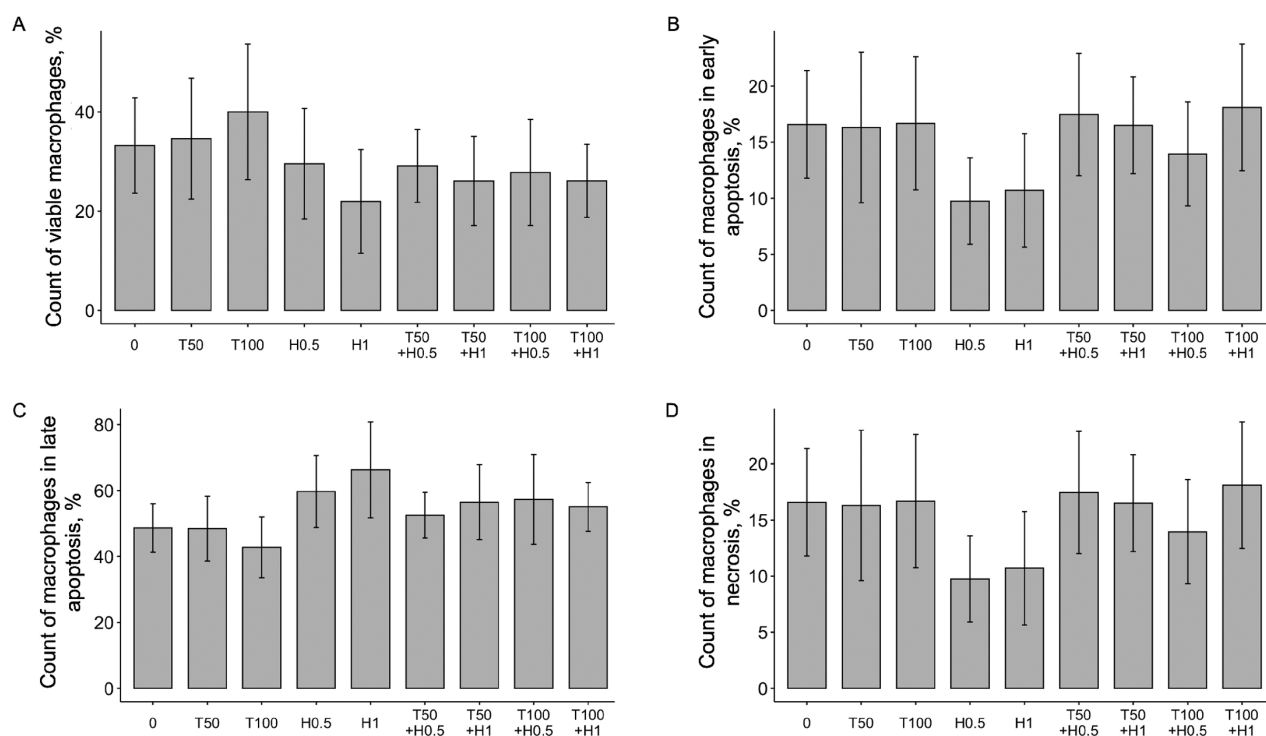 A
Count of viable macrophages, %
40
20
0
0 T50 T100 H0.5 H1 T50 +H0.5 T50 +H1 T100 +H0.5 T100 +H1
B
Count of macrophages in early
apoptosis, %
20
15
10
5
0
0 T50 T100 H0.5 H1 T50 +H0.5 T50 +H1 T100 +H0.5 T100 +H1
C
Count of macrophages in late
apoptosis, %
80
60
40
20
0
0 T50 T100 H0.5 H1 T50 +H0.5 T50 +H1 T100 +H0.5 T100 +H1
D
Count of macrophages in
necrosis, %
20
15
10
5
0
0 T50 T100 H0.5 H1 T50 +H0.5 T50 +H1 T100 +H0.5 T100 +H1